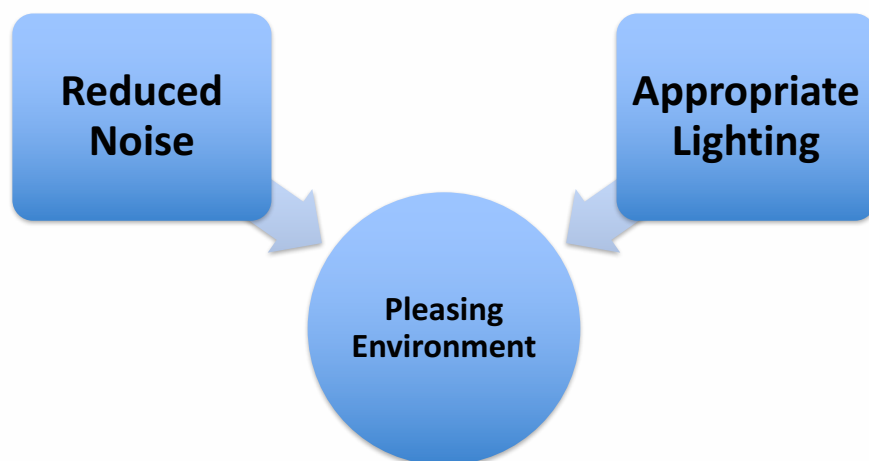 Reduced
Noise
Appropriate
Lighting
Pleasing
Environment